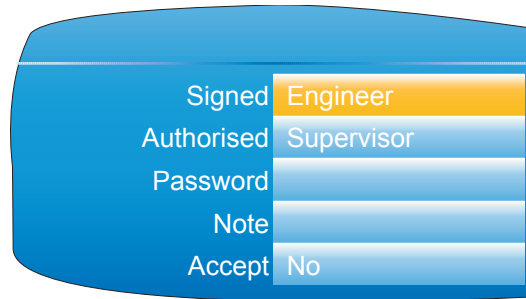 Signed Engineer
Authorised Supervisor
Password
Note
Accept No